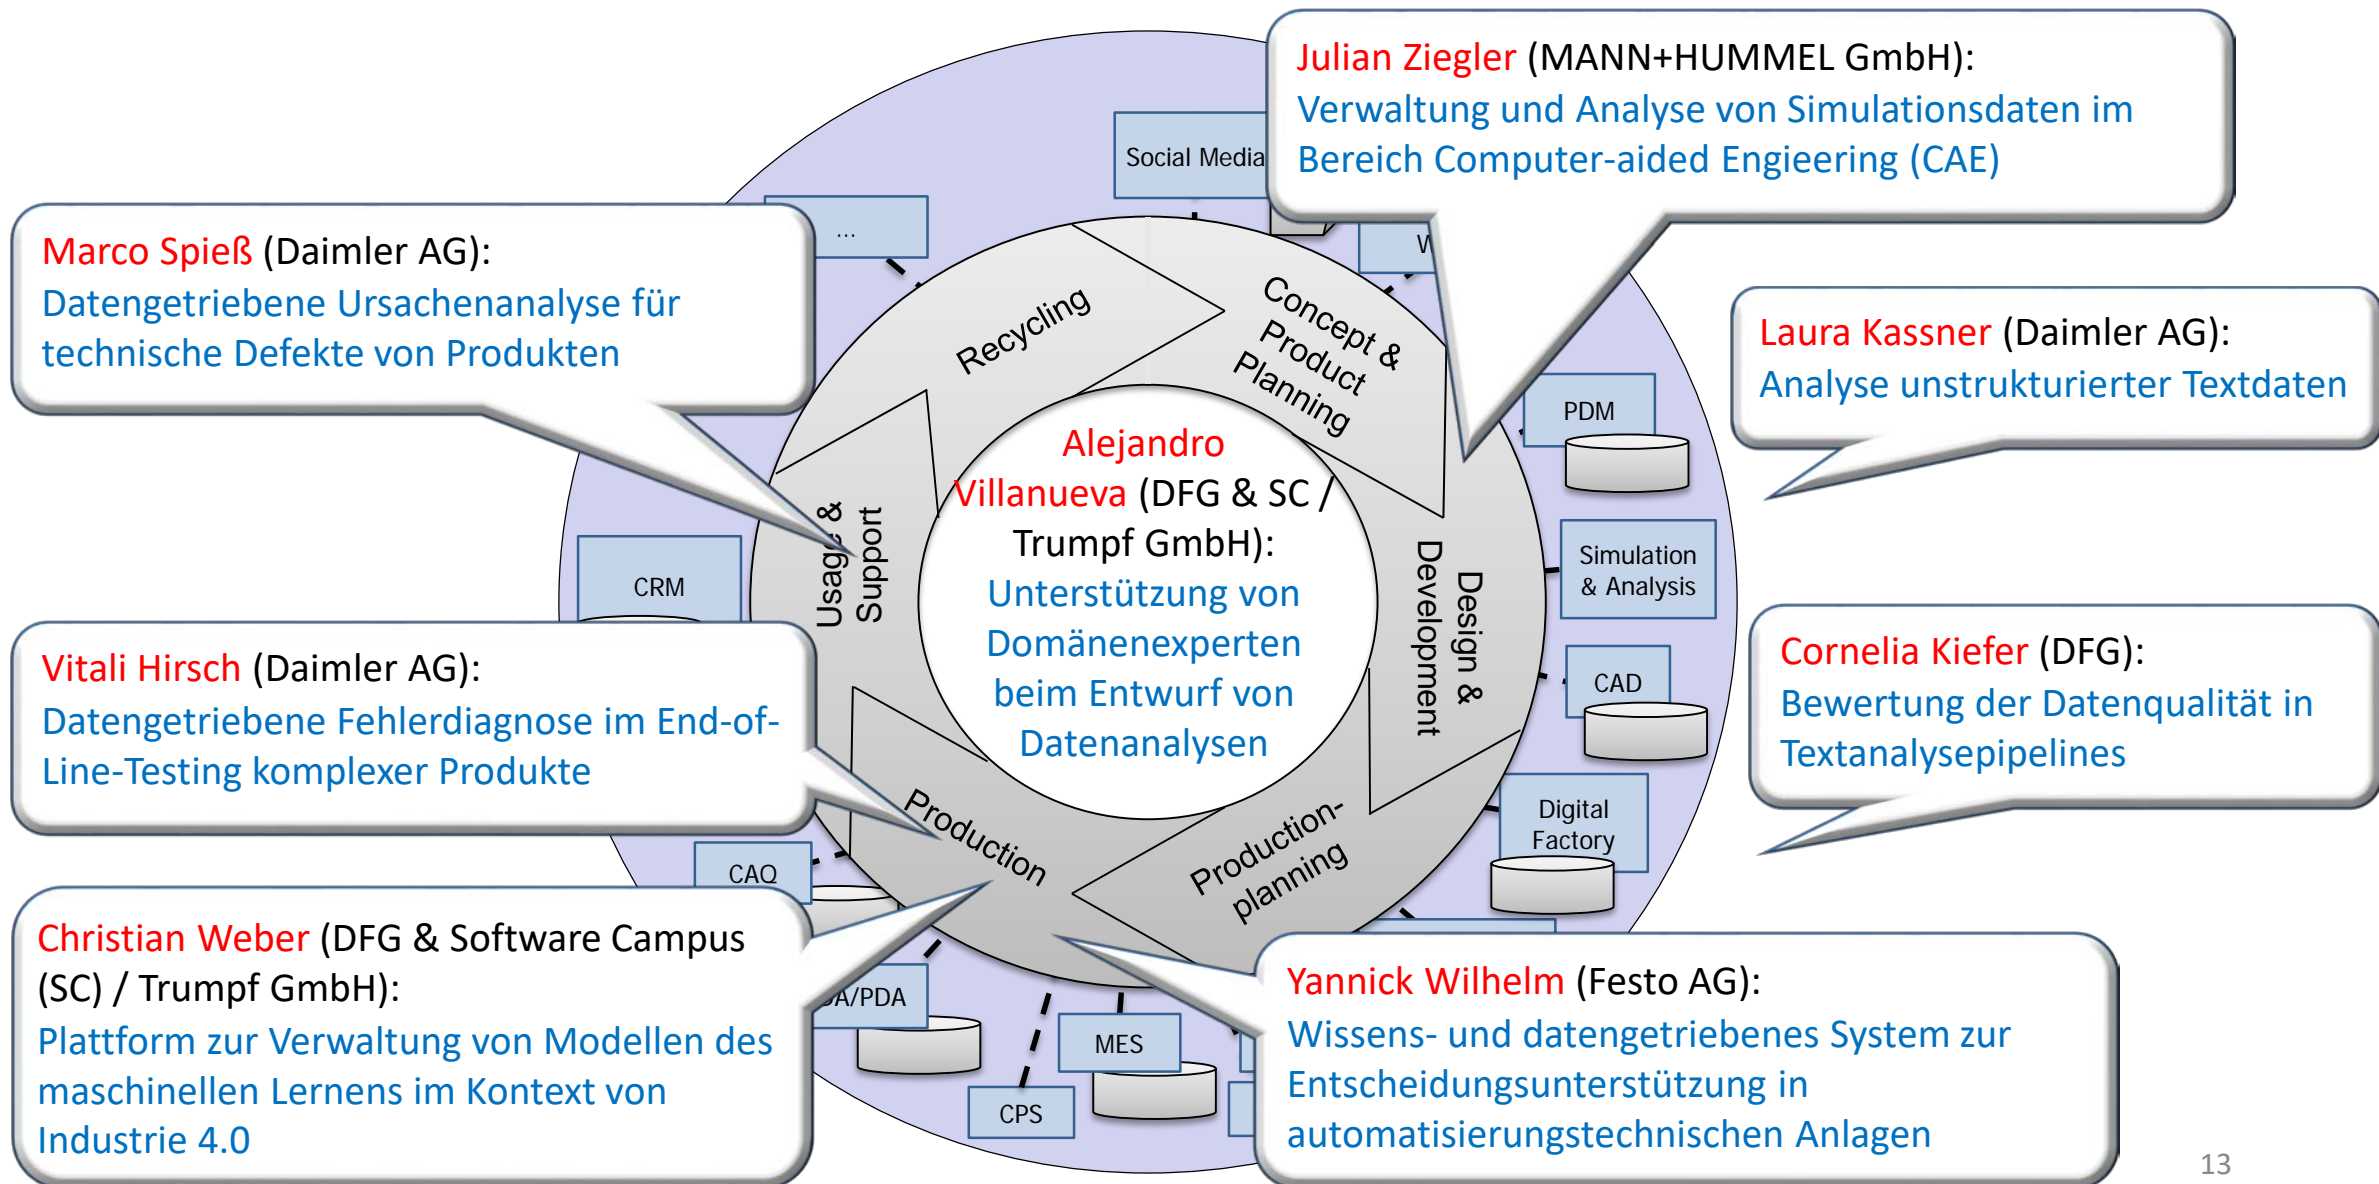 Julian Ziegler (MANN+HUMMEL GmbH):
Verwaltung und Analyse von Simulationsdaten im
Bereich Computer-aided Engieering (CAE)
Social Media
...
Marco Spieß (Daimler AG):
Datengetriebene Ursachenanalyse für
technische Defekte von Produkten
Recycling
Concept &
Product
Planning
Laura Kassner (Daimler AG):
Analyse unstrukturierter Textdaten
PDM
Alejandro
Villanueva (DFG & SC /
Trumpf GmbH):
Unterstützung von
Domänenexperten
beim Entwurf von
Datenanalysen
Usage &
Support
Design &
Development
Simulation
& Analysis
CRM
Vitali Hirsch (Daimler AG):
Datengetriebene Fehlerdiagnose im End-of-
Line-Testing komplexer Produkte
CAD
Cornelia Kiefer (DFG):
Bewertung der Datenqualität in
Textanalysepipelines
Digital
Factory
Production
Production-
planning
CAQ
Christian Weber (DFG & Software Campus
(SC) / Trumpf GmbH):
Plattform zur Verwaltung von Modellen des
maschinellen Lernens im Kontext von
Industrie 4.0
/PDA
MES
CPS
Yannick Wilhelm (Festo AG):
Wissens- und datengetriebenes System zur
Entscheidungsunterstützung in
automatisierungstechnischen Anlagen
13